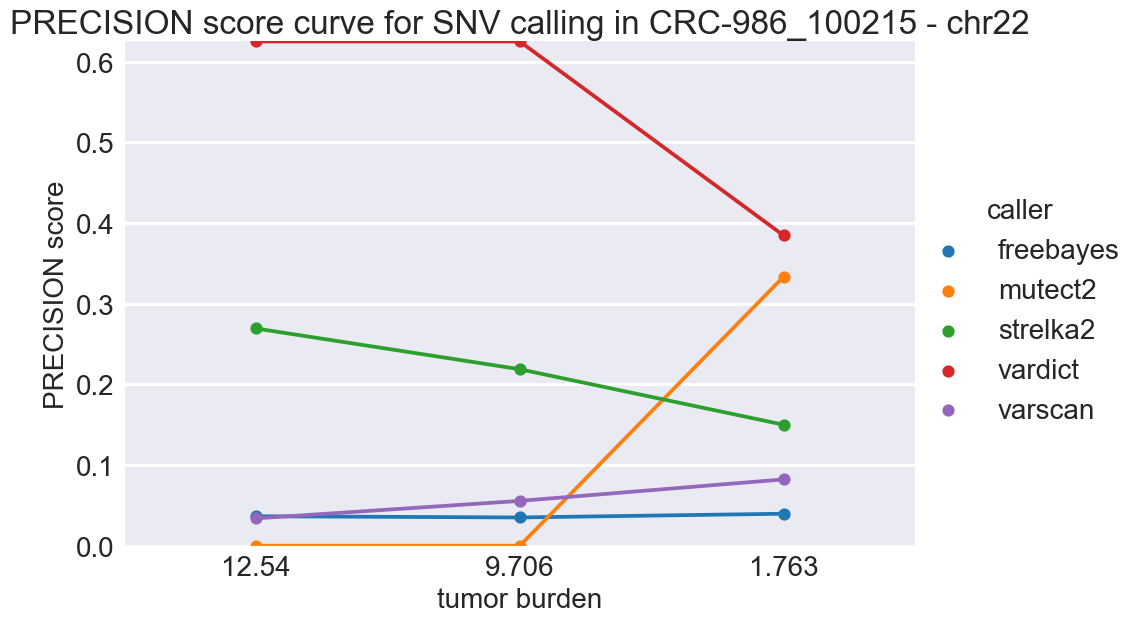 PRECISION score curve for SNV calling in CRC-986_100215 - chr22
PRECISION score
0.6
0.5
0.4
0.3
0.2
0.1
0.0
12.54 9.706 1.763
tumor burden
caller
freebayes
mutect2
strelka2
vardict
varscan